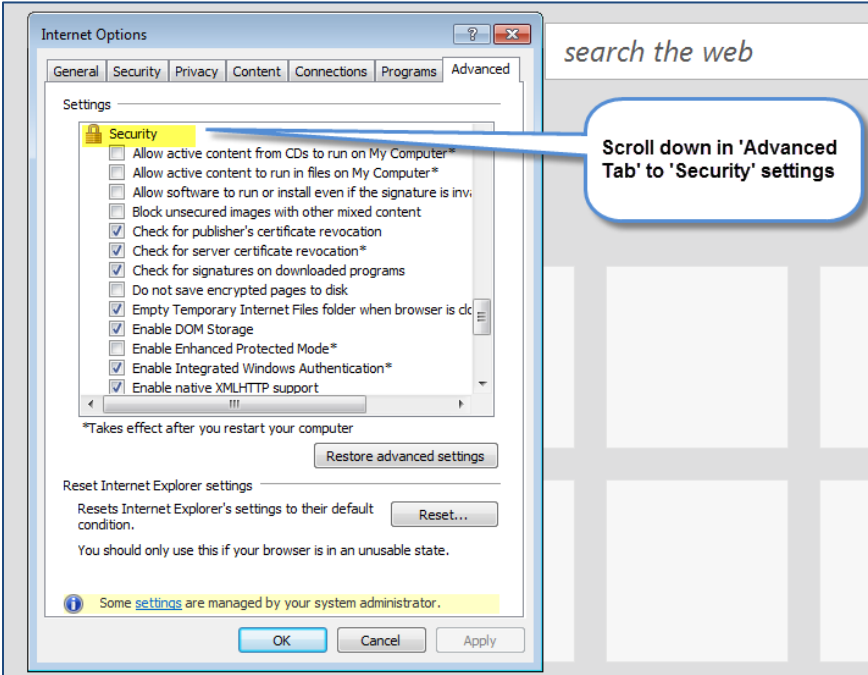 Internet Options
search the web
General Security Privacy Content Connections Programs Advanced
Settings
Security
Allow active content from CDs to run on My Computer*
Allow active content to run in files on My Computer*
Allow software to run or install even if the signature is
Block unsecured images with other mixed content
Check for publisher's certificate revocation
Check for server certificate revocation*
Check for signatures on downloaded programs
Do not save encrypted pages to disk
Empty Temporary Internet Files folder when browser is
Enable DOM Storage
Enable Enhanced Protected Mode*
Enable Integrated Windows Authentication*
Enable native XMLHTTP support
Scroll down in 'Advanced
Tab' to 'Security' settings
*Takes effect after you restart your computer
Restore advanced settings
Reset Internet Explorer settings
Resets Internet Explorer's settings to their default
condition.
Reset...
You should only use this if your browser is in an unusable state.
Some settings are managed by your system administrator.
OK Cancel Apply